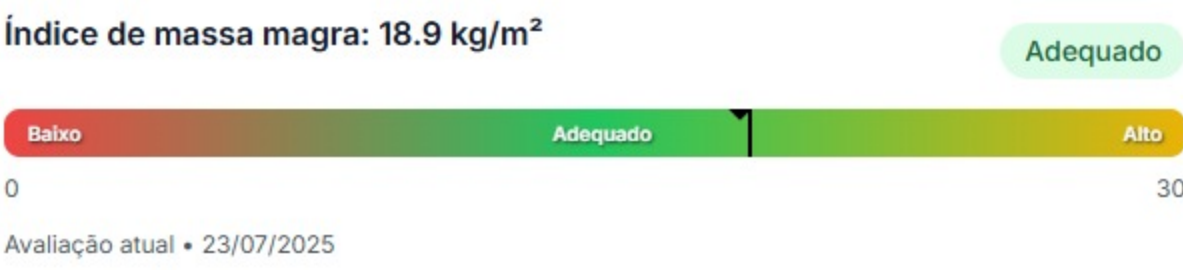 Índice de massa magra: 18.9 kg/m²
Adequado
Baixo Adequado Alto
0 30
Avaliação atual • 23/07/2025